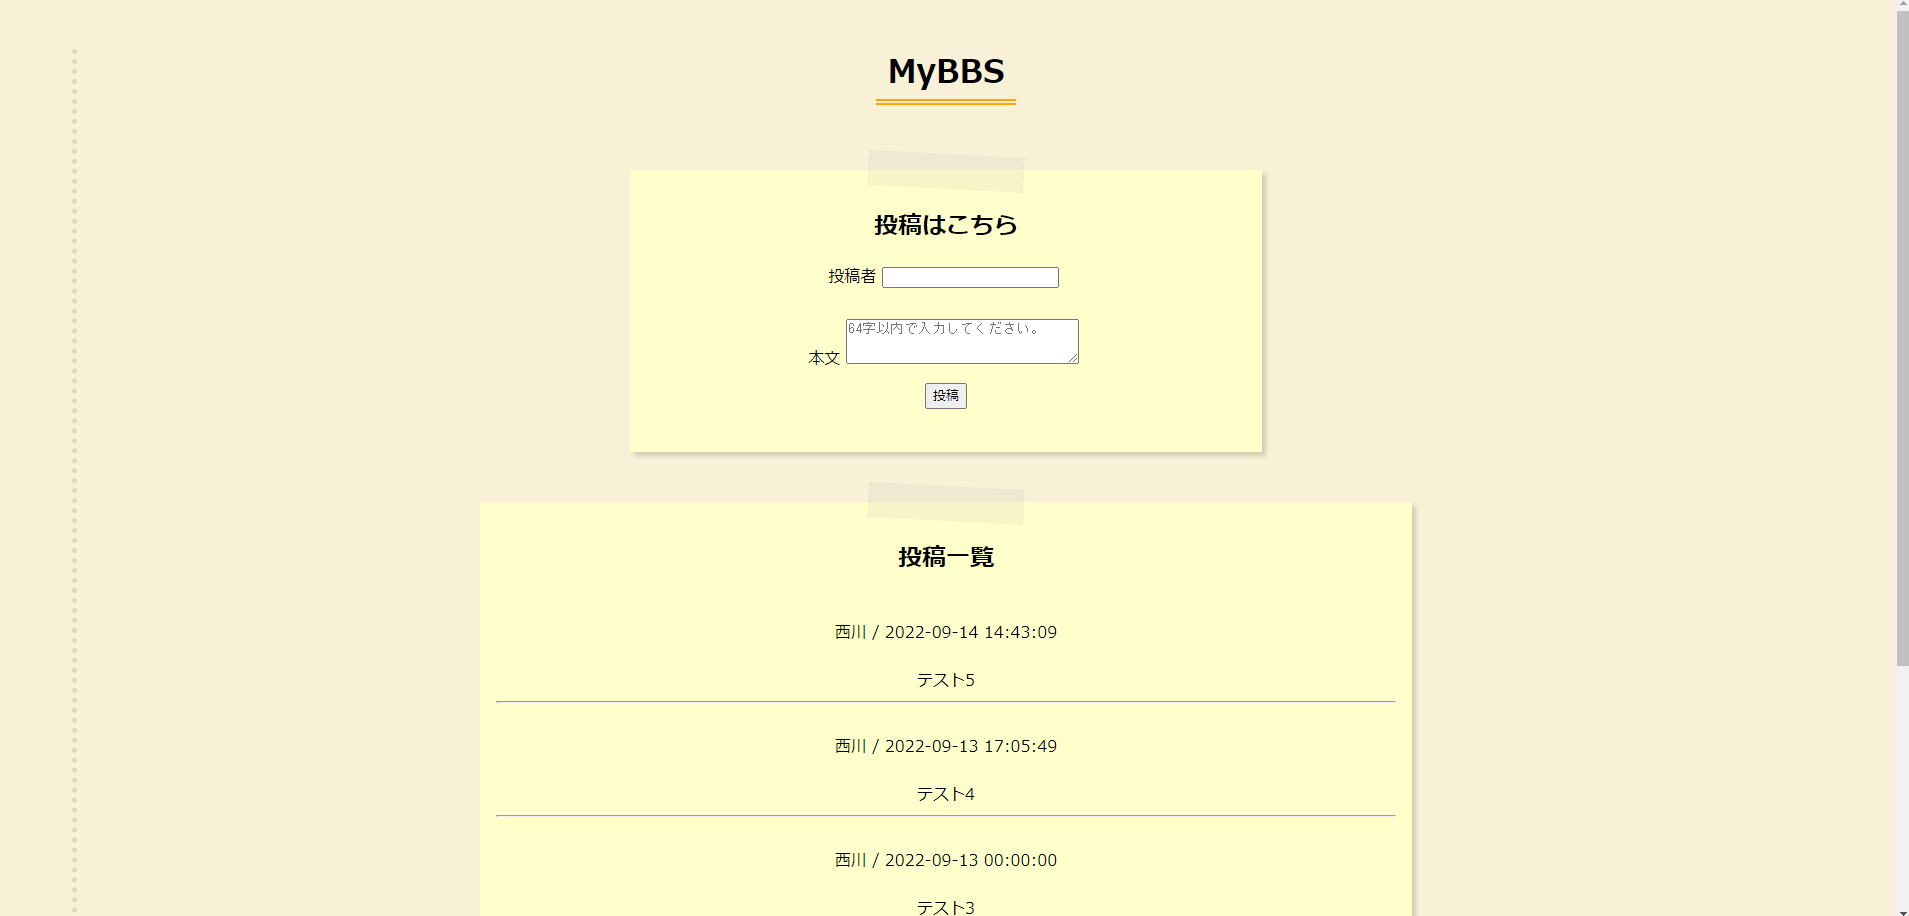 MyBBS
投稿はこちら
投稿者
64字以内で入力してください。
本文
投稿
投稿一覧
西川 / 2022-09-14 14:43:09
テスト5
西川 / 2022-09-13 17:05:49
テスト4
西川 / 2022-09-13 00:00:00
テスト3